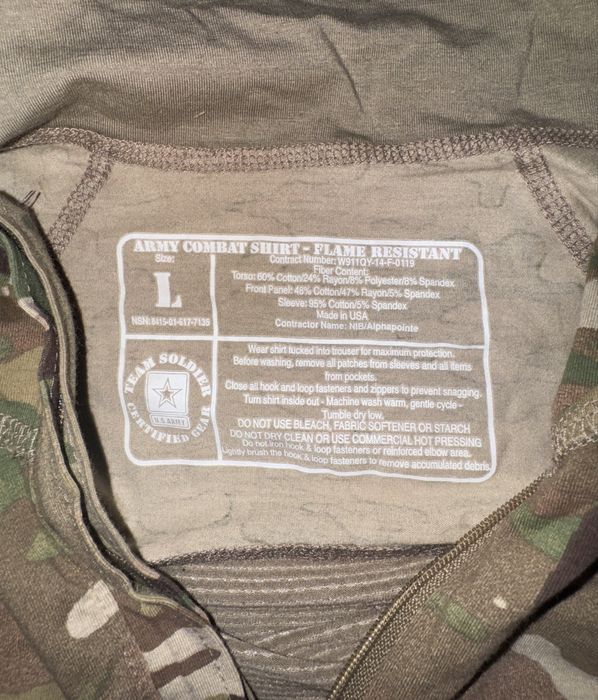 ARMY COMBAT SHIRT - FLAME RESISTANT
Size:
L
NSN: 8415-01-617-7135
Contract Number: W911QY-14-F-0119
Fiber Content:
Torso: 60% Cotton/24% Rayon/8% Polyester/8% Spandex
Front Panel: 48% Cotton/47% Rayon/5% Spandex
Sleeve: 95% Cotton/5% Spandex
Made in USA
Contractor Name: NIB/Alphapointe
TEAM SOLDIER
U.S. ARMY
CERTIFIED GEAR
Wear shirt tucked into trouser for maximum protection.
Before washing, remove all patches from sleeves and all items
from pockets.
Close all hook and loop fasteners and zippers to prevent snagging.
Turn shirt inside out - Machine wash warm, gentle cycle -
Tumble dry low.
DO NOT USE BLEACH, FABRIC SOFTENER OR STARCH
DO NOT DRY CLEAN OR USE COMMERCIAL HOT PRESSING
Do not iron hook & loop fasteners or reinforced elbow area.
Lightly brush the hook & loop fasteners to remove accumulated debris.